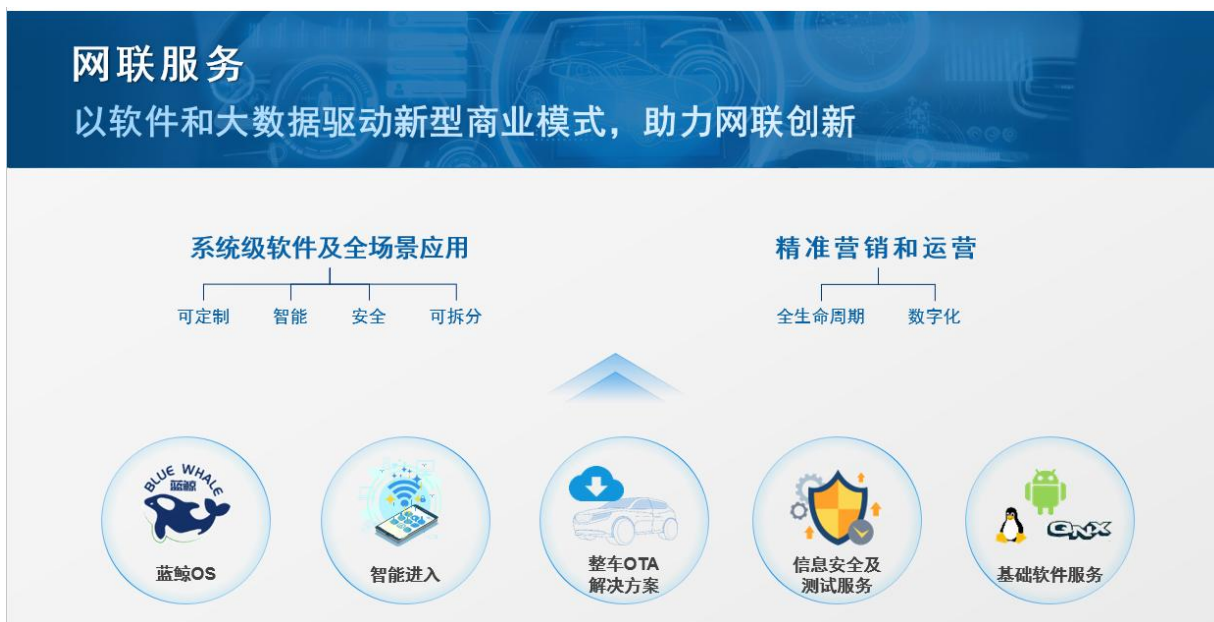 网联服务
以软件和大数据驱动新型商业模式，助力网联创新
系统级软件及全场景应用
可定制 智能 安全 可拆分
精准营销和运营
全生命周期 数字化
BLUE WHALE
蓝鲸
蓝鲸OS
智能进入
整车OTA
解决方案
信息安全及
测试服务
QNX
基础软件服务